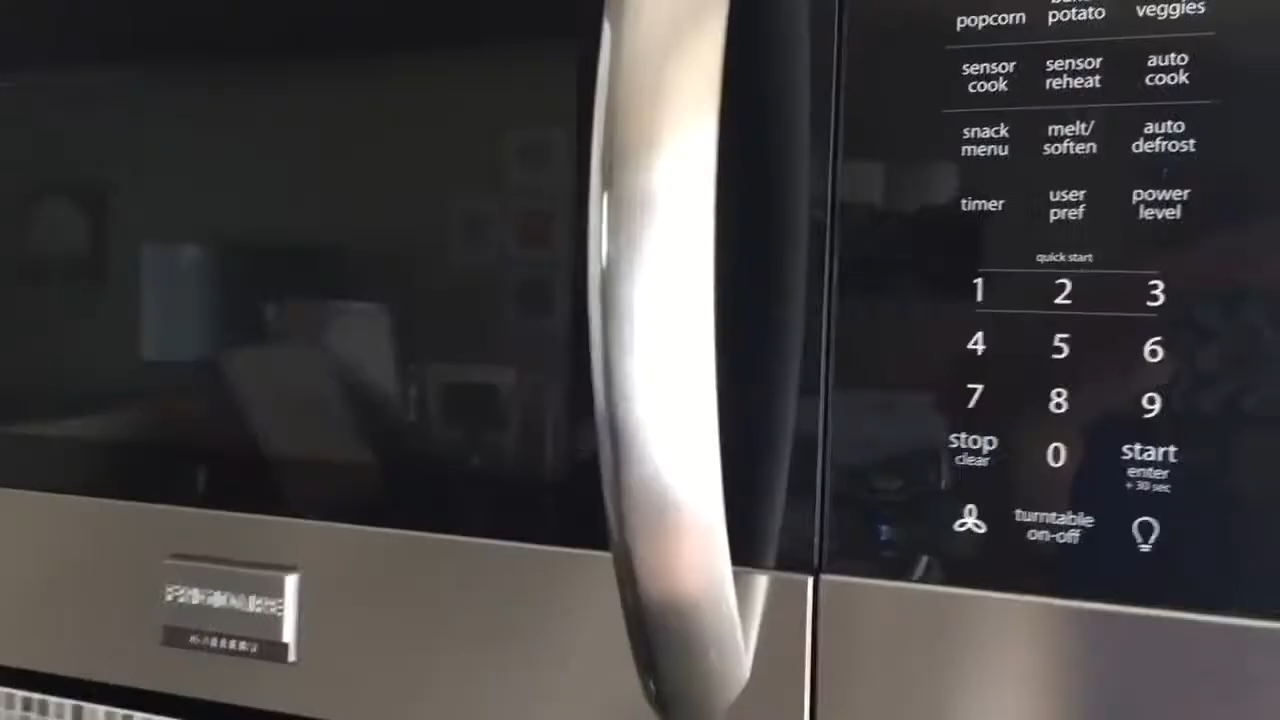 popcorn potato veggies
sensor cook sensor reheat auto cook
snack menu melt/ soften auto defrost
timer user pref power level
quick start
1 2 3
4 5 6
7 8 9
stop clear 0 start enter + 30 sec
turntable on-off
FRIGIDAIRE